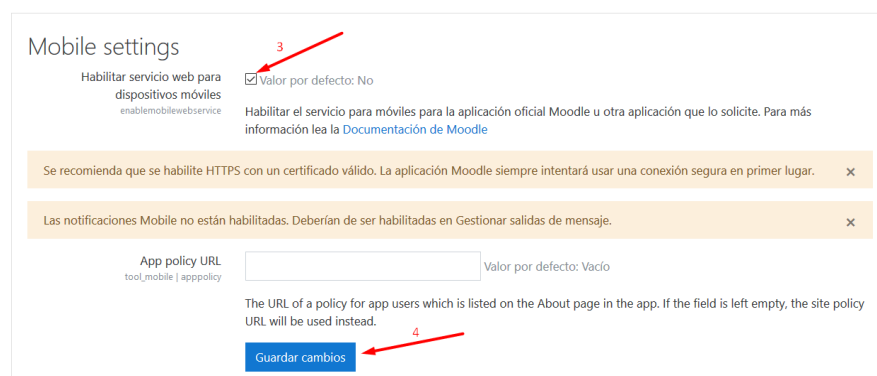 Mobile settings
3
Habilitar servicio web para
dispositivos móviles
enablemobilewebservice
Valor por defecto: No
Habilitar el servicio para móviles para la aplicación oficial Moodle u otra aplicación que lo solicite. Para más
información lea la Documentación de Moodle
Se recomienda que se habilite HTTPS con un certificado válido. La aplicación Moodle siempre intentará usar una conexión segura en primer lugar. ×
Las notificaciones Mobile no están habilitadas. Deberían de ser habilitadas en Gestionar salidas de mensaje. ×
App policy URL
tool_mobile | apppolicy
Valor por defecto: Vacío
The URL of a policy for app users which is listed on the About page in the app. If the field is left empty, the site policy
URL will be used instead.
4
Guardar cambios